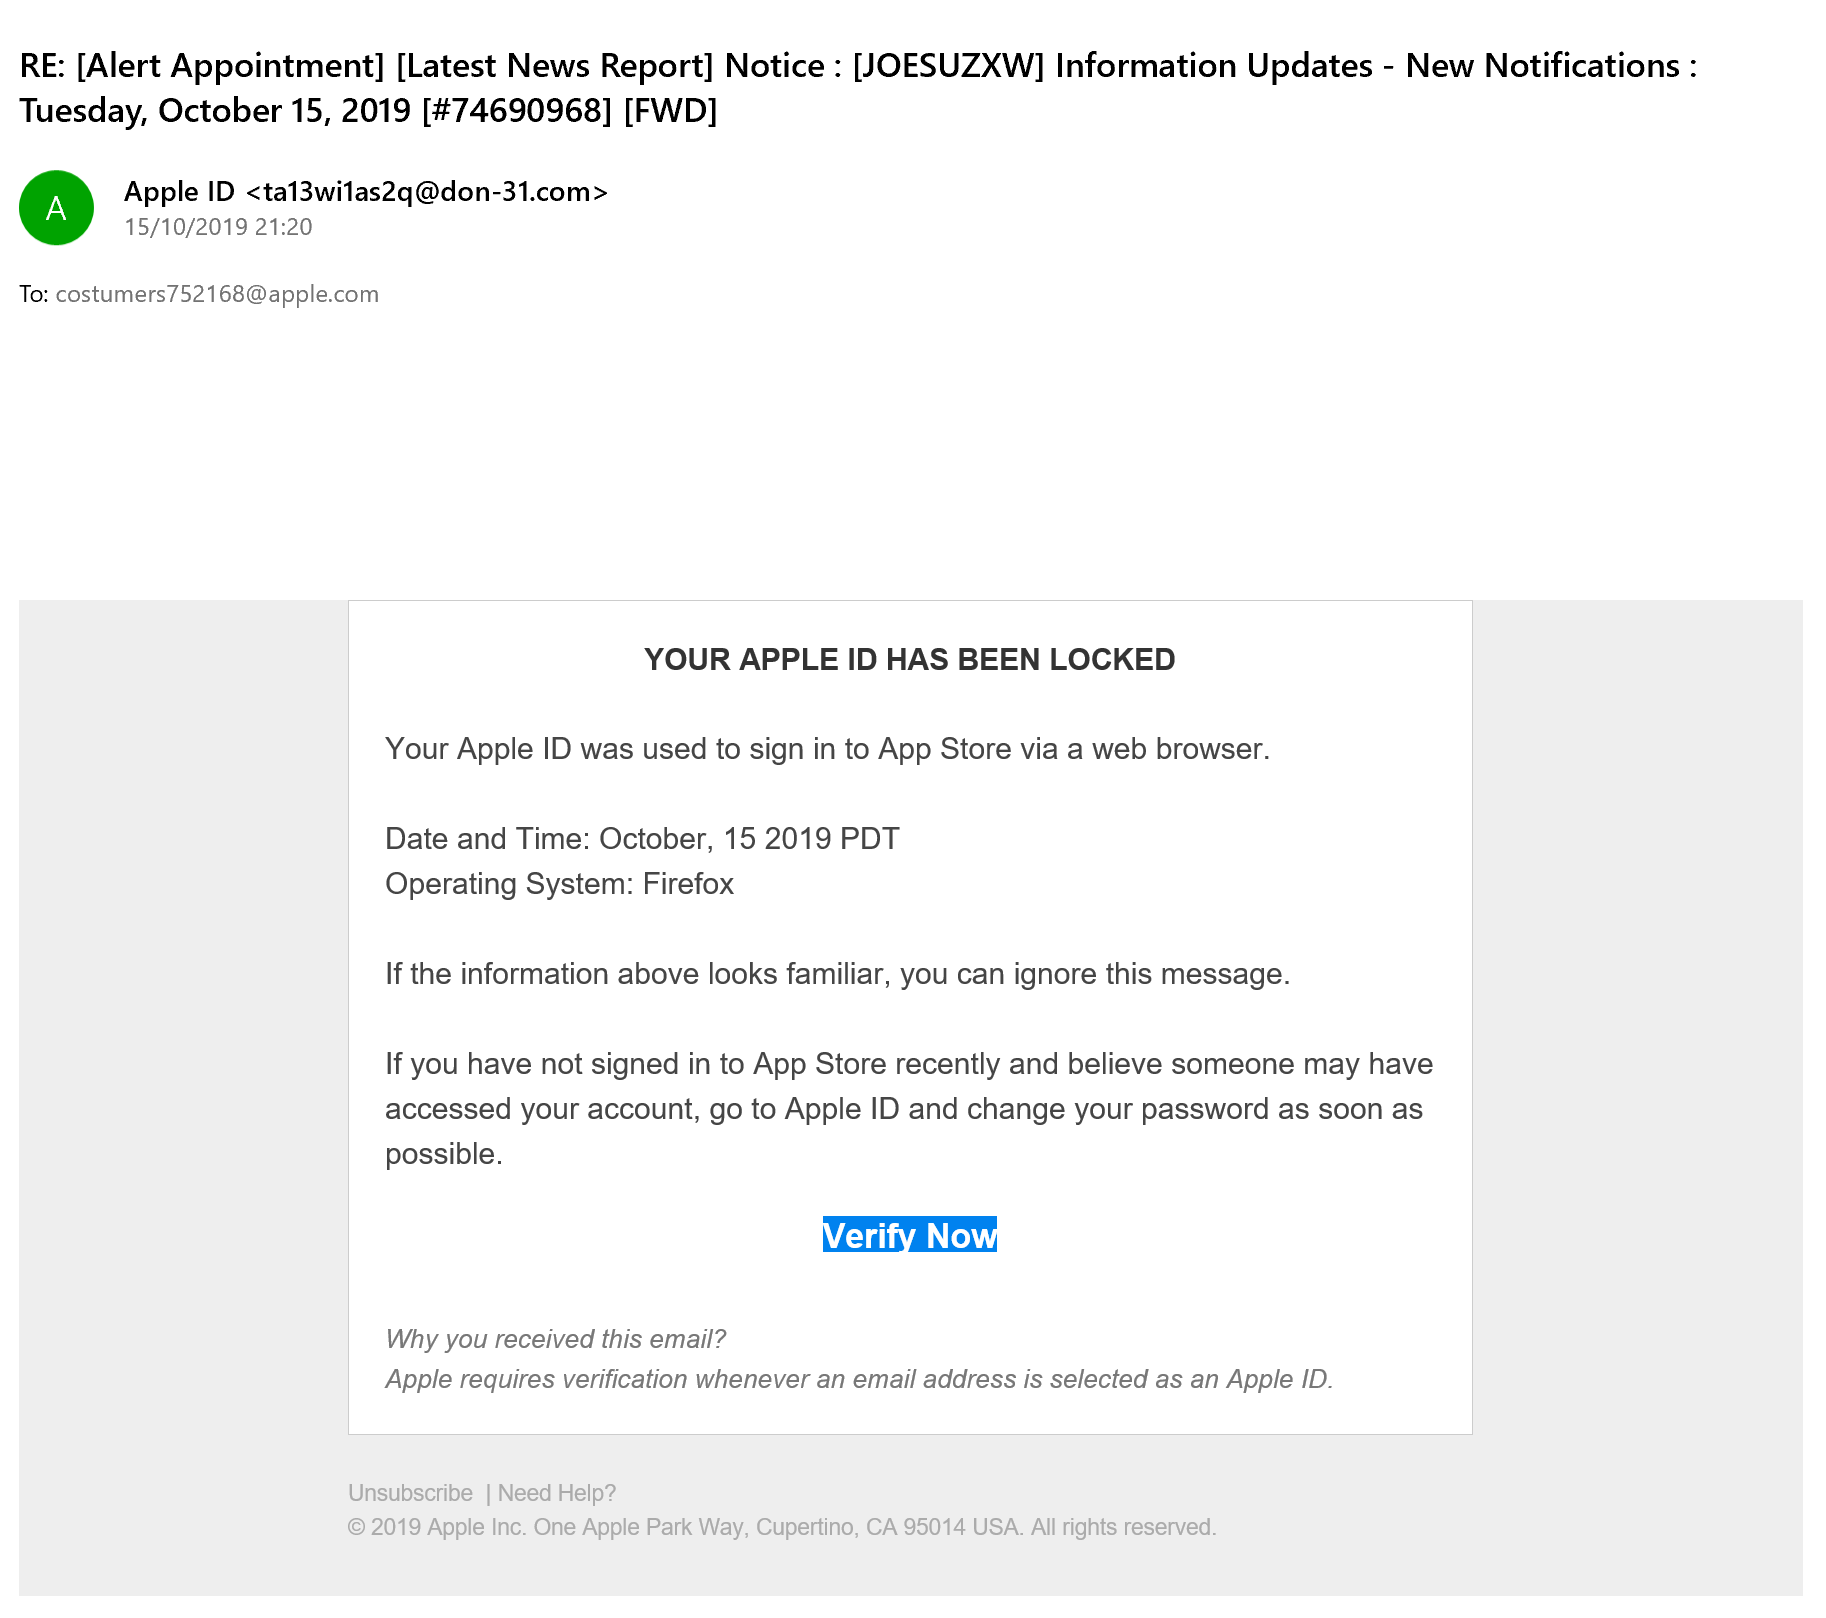 RE: [Alert Appointment] [Latest News Report] Notice : [JOESUZXW] Information Updates - New Notifications :
Tuesday, October 15, 2019 [#74690968] [FWD]
A
Apple ID <ta13wi1as2q@don-31.com>
15/10/2019 21:20
To: costumers752168@apple.com
YOUR APPLE ID HAS BEEN LOCKED
Your Apple ID was used to sign in to App Store via a web browser.
Date and Time: October, 15 2019 PDT
Operating System: Firefox
If the information above looks familiar, you can ignore this message.
If you have not signed in to App Store recently and believe someone may have
accessed your account, go to Apple ID and change your password as soon as
possible.
Verify Now
Why you received this email?
Apple requires verification whenever an email address is selected as an Apple ID.
Unsubscribe | Need Help?
© 2019 Apple Inc. One Apple Park Way, Cupertino, CA 95014 USA. All rights reserved.